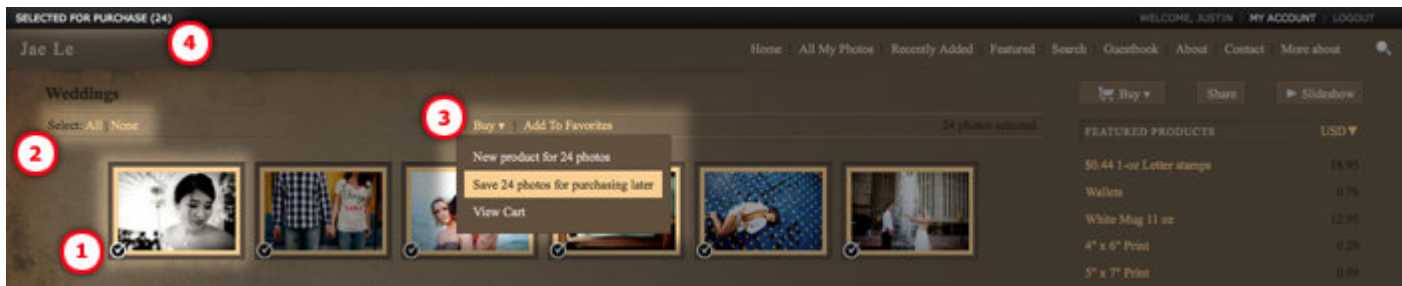 SELECTED FOR PURCHASE (24)
WELCOME, JUSTIN | MY ACCOUNT | LOGOUT
4
Jae Le
Home All My Photos Recently Added Featured Search Guestbook About Contact More about
Weddings
Buy ▾ Share ► Slideshow
3
Select: All | None
Buy ▾ | Add To Favorites
24 photos selected
FEATURED PRODUCTS USD ▼
2
New product for 24 photos
Save 24 photos for purchasing later
View Cart
$0.44 1-oz Letter stamps 18.95
Wallets 0.76
White Mug 11 oz 12.95
4" x 6" Print 0.29
5" x 7" Print 0.99
1